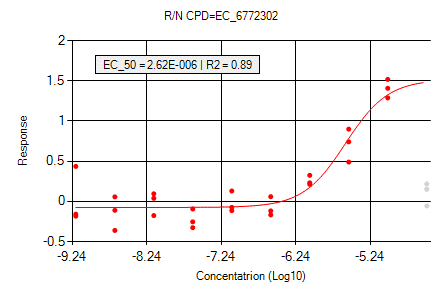 R/N CPD=EC_6772302
EC_50 = 2.62E-006 | R2 = 0.89
2
1.5
1
0.5
0
-0.5
Response
-9.24 -8.24 -7.24 -6.24 -5.24
Concentatrion (Log10)